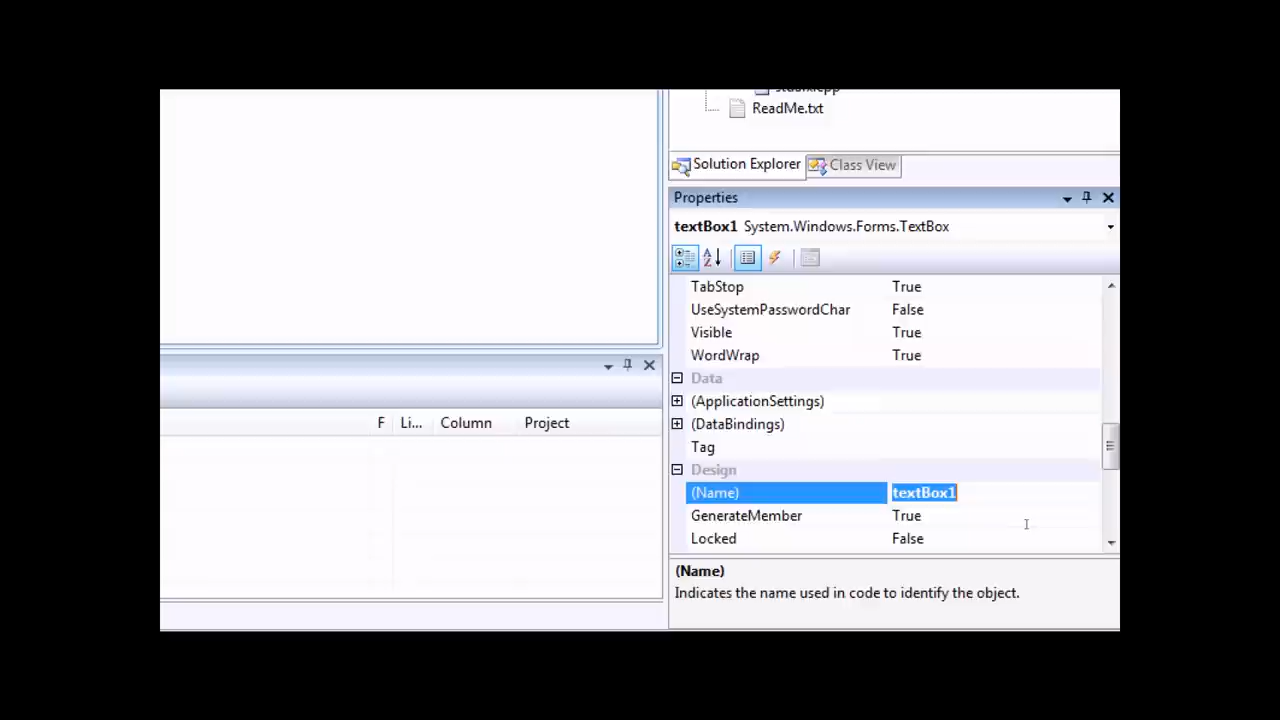 ReadMe.txt
Solution Explorer Class View
Properties
textBox1 System.Windows.Forms.TextBox
TabStop True
UseSystemPasswordChar False
Visible True
WordWrap True
Data
(ApplicationSettings)
(DataBindings)
Tag
Design
(Name) textBox1
GenerateMember True
Locked False
(Name)
Indicates the name used in code to identify the object.
F Li... Column Project